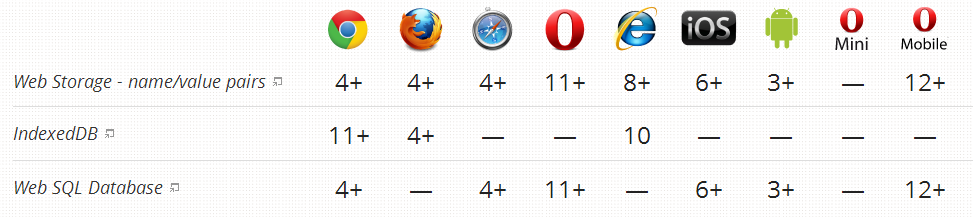 iOS
Mini
Mobile
Web Storage - name/value pairs 4+ 4+ 4+ 11+ 8+ 6+ 3+ — 12+
IndexedDB 11+ 4+ — — 10 — — — —
Web SQL Database 4+ — 4+ 11+ — 6+ 3+ — 12+